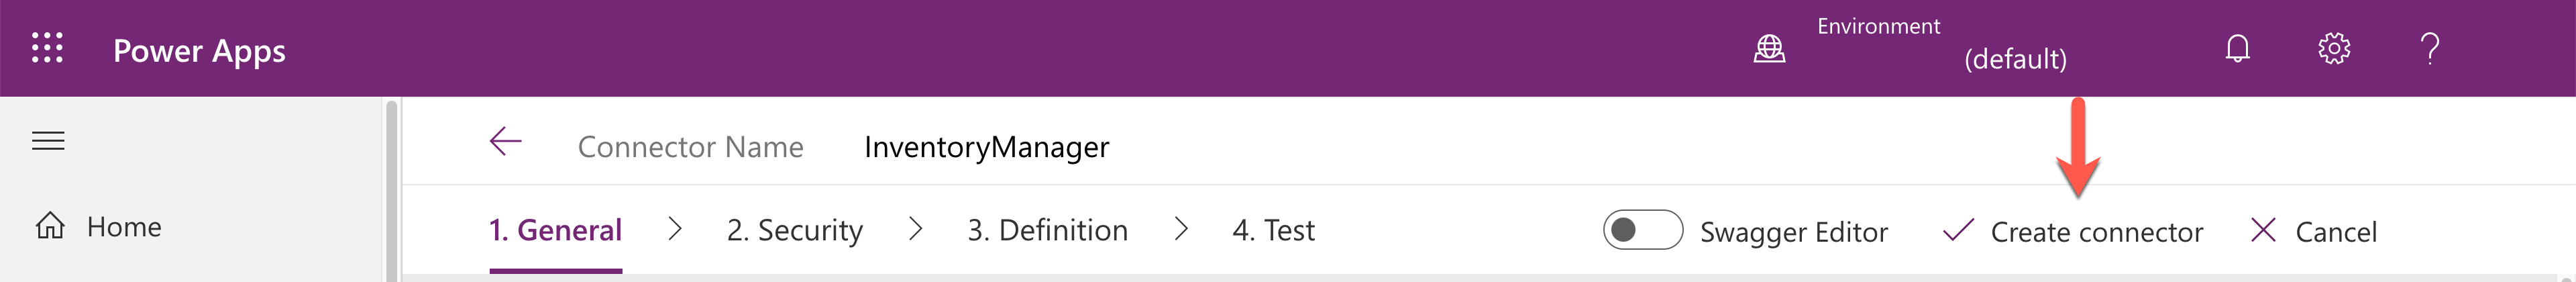 Power Apps
Environment
(default)
?
Connector Name InventoryManager
Home
1. General > 2. Security > 3. Definition > 4. Test
Swagger Editor
Create connector
Cancel